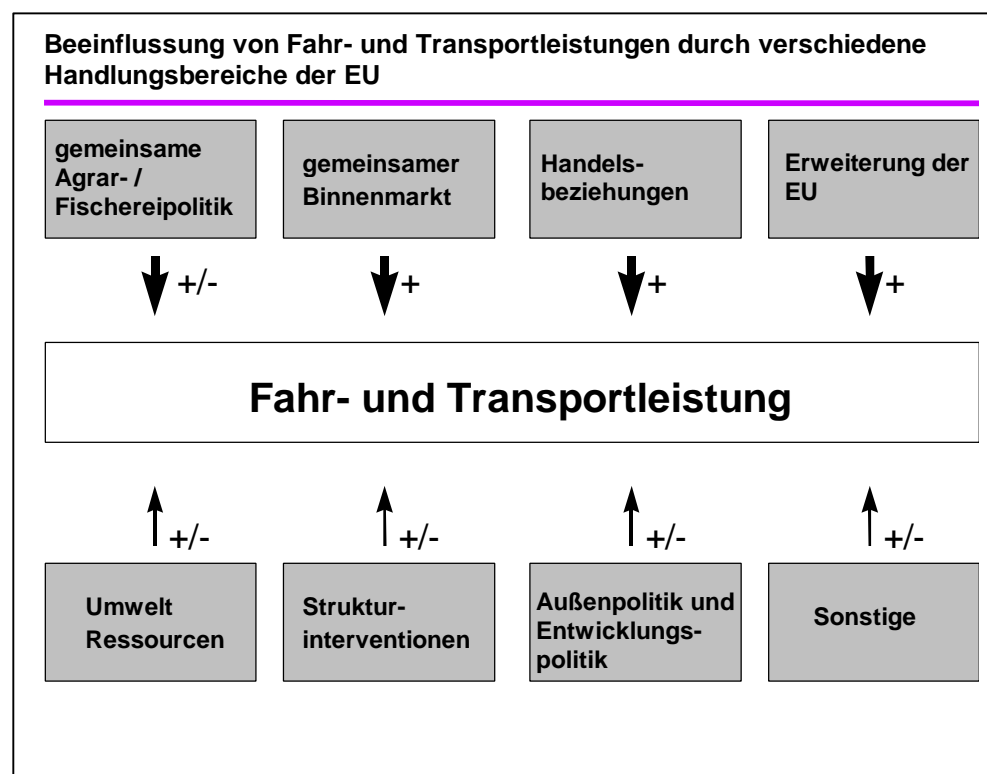 Beeinflussung von Fahr- und Transportleistungen durch verschiedene
Handlungsbereiche der EU
gemeinsame
Agrar- /
Fischereipolitik
gemeinsamer
Binnenmarkt
Handels-
beziehungen
Erweiterung der
EU
+/-
+
+
+
Fahr- und Transportleistung
+/-
+/-
+/-
+/-
Umwelt
Ressourcen
Struktur-
interventionen
Außenpolitik und
Entwicklungs-
politik
Sonstige